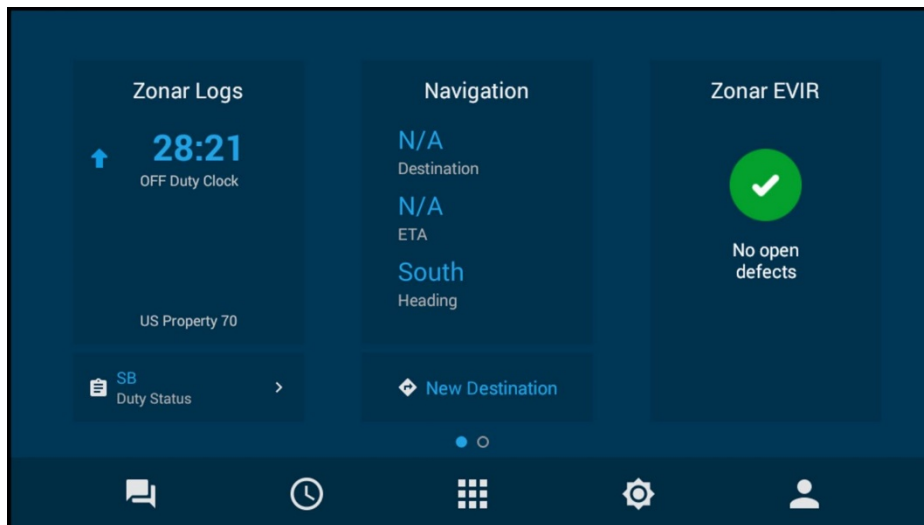 Zonar Logs
28:21
OFF Duty Clock
US Property 70
SB
Duty Status
Navigation
N/A
Destination
N/A
ETA
South
Heading
New Destination
Zonar EVIR
No open
defects